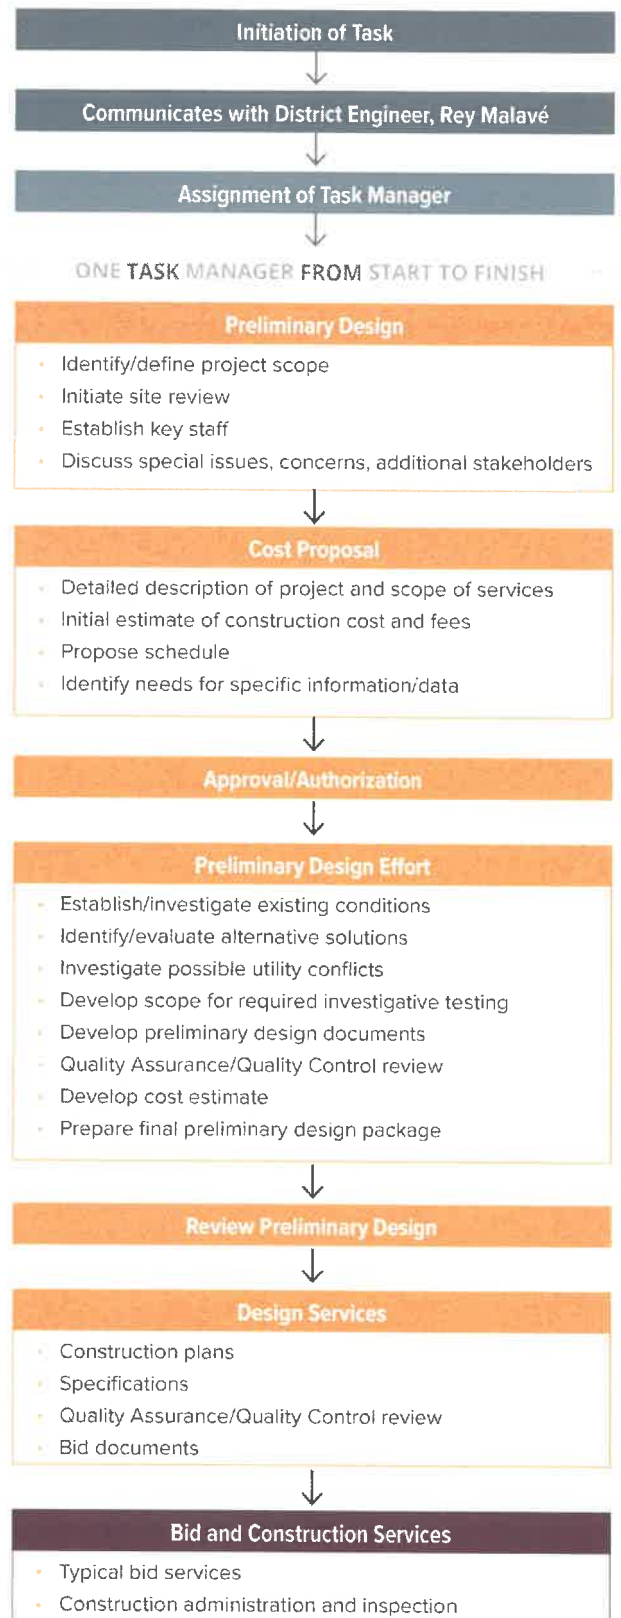 Initiation of Task
Communicates with District Engineer, Rey Malavé
Assignment of Task Manager
ONE TASK MANAGER FROM START TO FINISH
Preliminary Design
Identify/define project scope
Initiate site review
Establish key staff
Discuss special issues, concerns, additional stakeholders
Cost Proposal
Detailed description of project and scope of services
Initial estimate of construction cost and fees
Propose schedule
Identify needs for specific information/data
Approval/Authorization
Preliminary Design Effort
Establish/investigate existing conditions
Identify/evaluate alternative solutions
Investigate possible utility conflicts
Develop scope for required investigative testing
Develop preliminary design documents
Quality Assurance/Quality Control review
Develop cost estimate
Prepare final preliminary design package
Review Preliminary Design
Design Services
Construction plans
Specifications
Quality Assurance/Quality Control review
Bid documents
Bid and Construction Services
Typical bid services
Construction administration and inspection